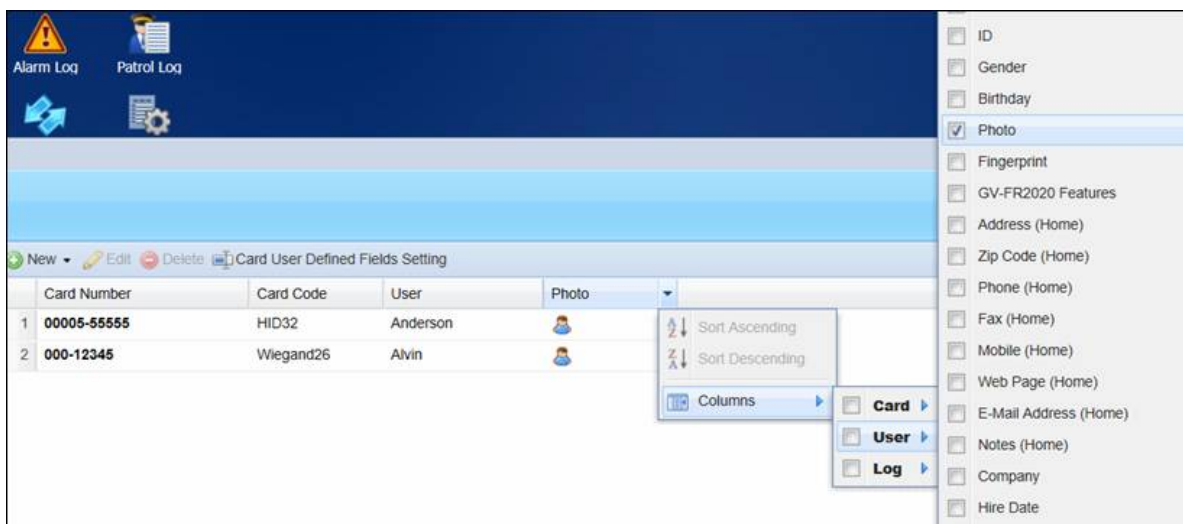 Alarm Log
Patrol Log
New Edit Delete Card User Defined Fields Setting
Card Number Card Code User Photo
1 00005-55555 HID32 Anderson
2 000-12345 Wiegand26 Alvin
Sort Ascending
Sort Descending
Columns
Card
User
Log
ID
Gender
Birthday
Photo
Fingerprint
GV-FR2020 Features
Address (Home)
Zip Code (Home)
Phone (Home)
Fax (Home)
Mobile (Home)
Web Page (Home)
E-Mail Address (Home)
Notes (Home)
Company
Hire Date